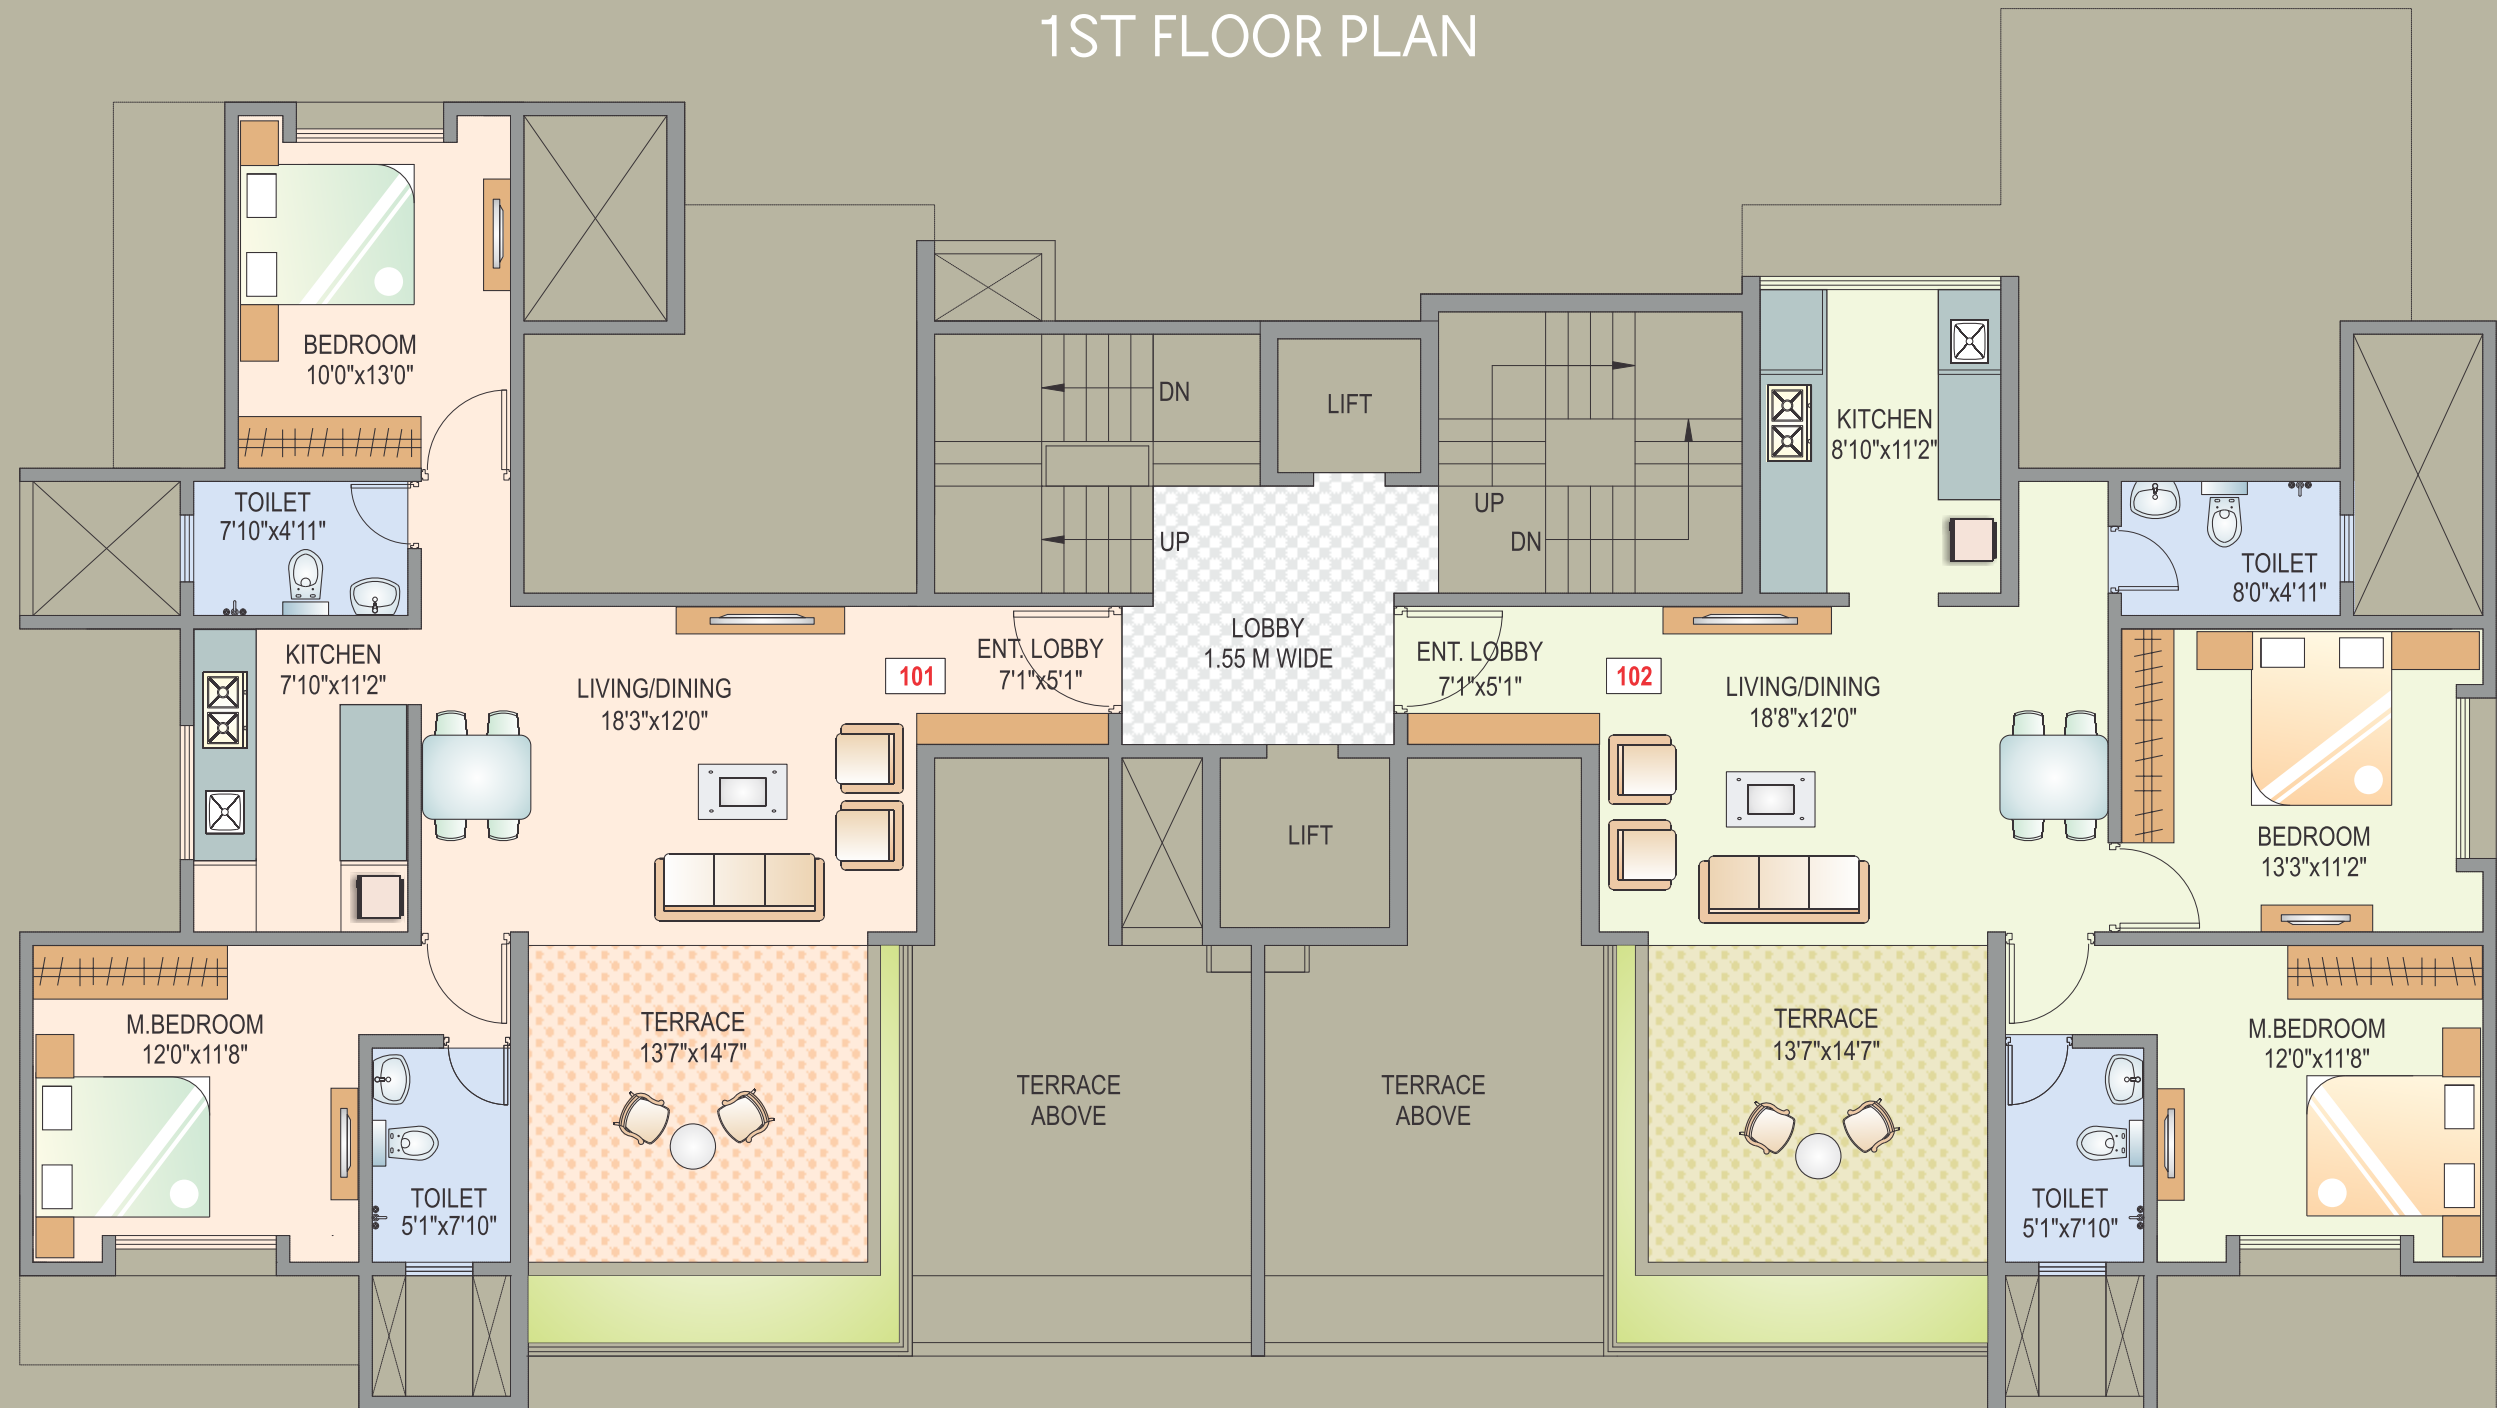 1ST FLOOR PLAN
BEDROOM
10'0"x13'0"
TOILET
7'10"x4'11"
KITCHEN
7'10"x11'2"
LIVING/DINING
18'3"x12'0"
101
ENT. LOBBY
7'1"x5'1"
M.BEDROOM
12'0"x11'8"
TOILET
5'1"x7'10"
TERRACE
13'7"x14'7"
TERRACE
ABOVE
DN
UP
LIFT
LOBBY
1.55 M WIDE
LIFT
UP
DN
TERRACE
ABOVE
KITCHEN
8'10"x11'2"
ENT. LOBBY
7'1"x5'1"
102
LIVING/DINING
18'8"x12'0"
TOILET
8'0"x4'11"
BEDROOM
13'3"x11'2"
TERRACE
13'7"x14'7"
M.BEDROOM
12'0"x11'8"
TOILET
5'1"x7'10"